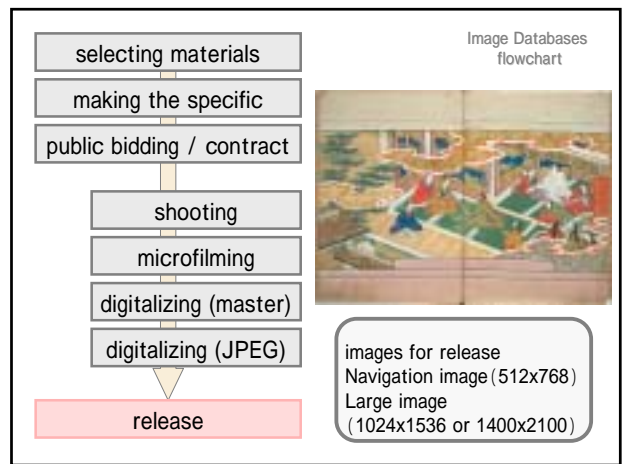 Image Databases
flowchart
selecting materials
making the specific
public bidding / contract
shooting
microfilming
digitalizing (master)
digitalizing (JPEG)
release
images for release
Navigation image(512x768)
Large image
(1024x1536 or 1400x2100)